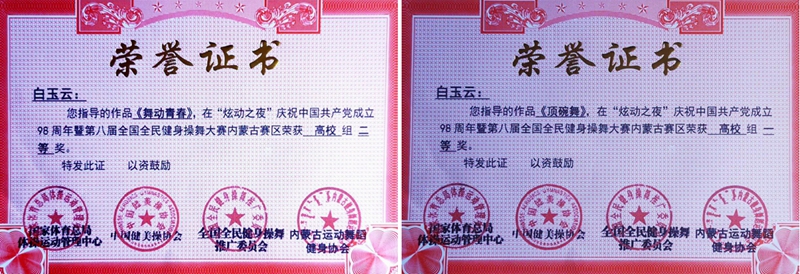 荣誉证书
白玉云：
您指导的作品《舞动青春》，在“炫动之夜”庆祝中国共产党成立
98周年暨第八届全国全民健身操舞大赛内蒙古赛区荣获 高校 组 二
等 奖。
特发此证 以资鼓励
国家体育总局
体操运动管理中心
中国健美操协会
全国全民健身操舞
推广委员会
内蒙古运动舞蹈
健身协会
荣誉证书
白玉云：
您指导的作品《顶碗舞》，在“炫动之夜”庆祝中国共产党成立
98周年暨第八届全国全民健身操舞大赛内蒙古赛区荣获 高校 组 一
等 奖。
特发此证 以资鼓励
国家体育总局
体操运动管理中心
中国健美操协会
全国全民健身操舞
推广委员会
内蒙古运动舞蹈
健身协会